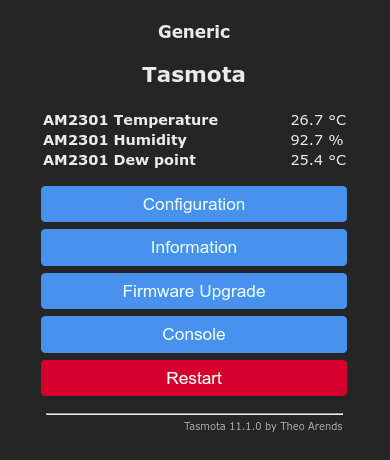 Generic
Tasmota
AM2301 Temperature 26.7 °C
AM2301 Humidity 92.7 %
AM2301 Dew point 25.4 °C
Configuration
Information
Firmware Upgrade
Console
Restart
Tasmota 11.1.0 by Theo Arends